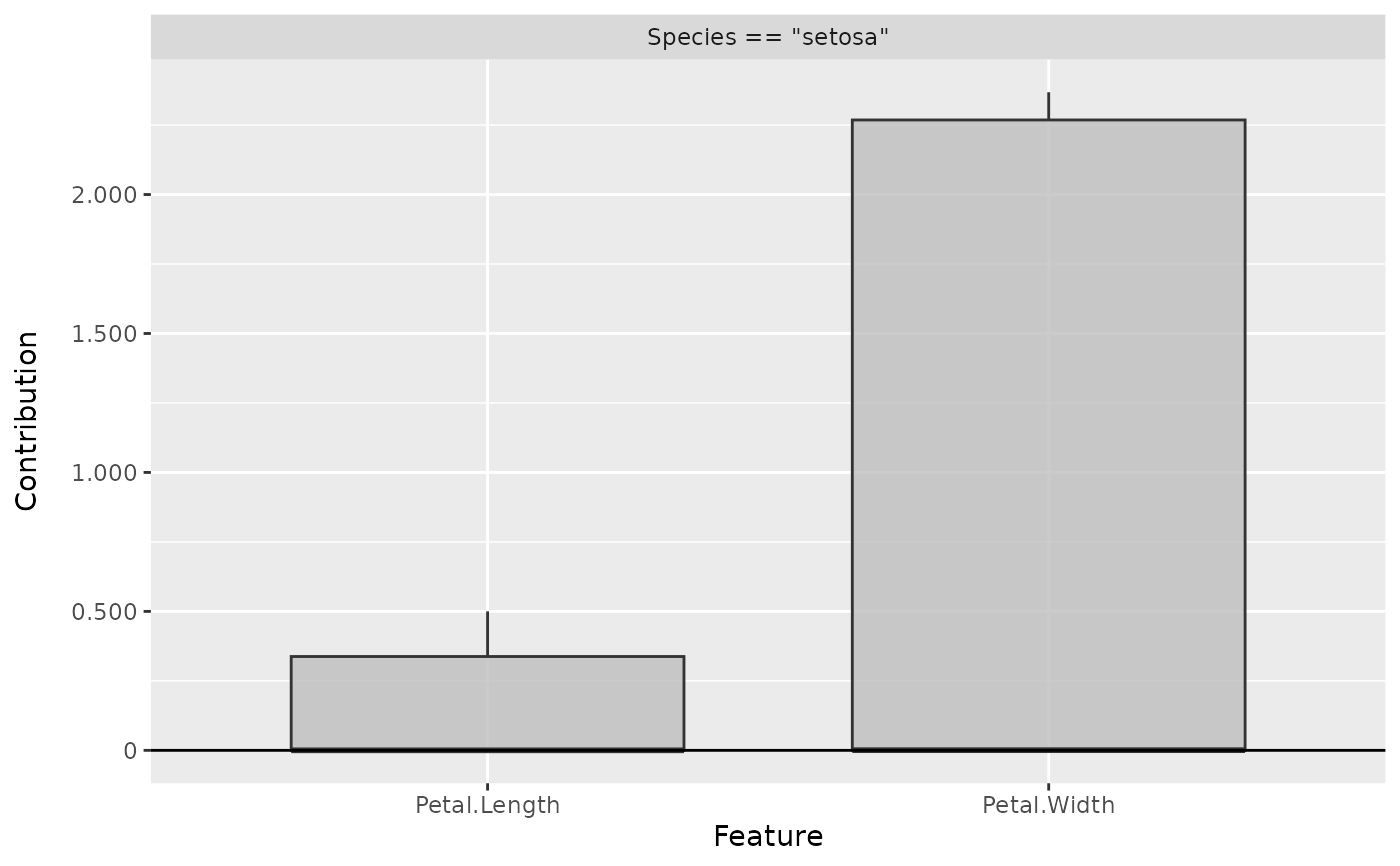 Species == "setosa"
2.000
1.500
1.000
0.500
0
Contribution
Petal.Length
Petal.Width
Feature